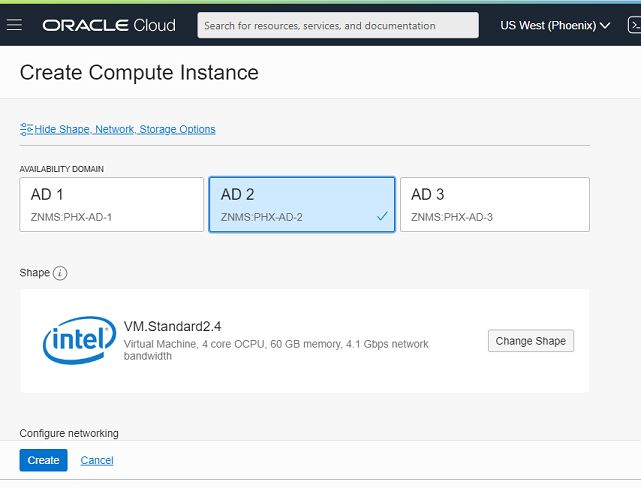 ORACLE Cloud
Search for resources, services, and documentation
US West (Phoenix)
Create Compute Instance
Hide Shape, Network, Storage Options
AVAILABILITY DOMAIN
AD 1
ZNMS:PHX-AD-1
AD 2
ZNMS:PHX-AD-2
AD 3
ZNMS:PHX-AD-3
Shape i
intel
VM.Standard2.4
Virtual Machine, 4 core OCPU, 60 GB memory, 4.1 Gbps network
bandwidth
Change Shape
Configure networking
Create
Cancel